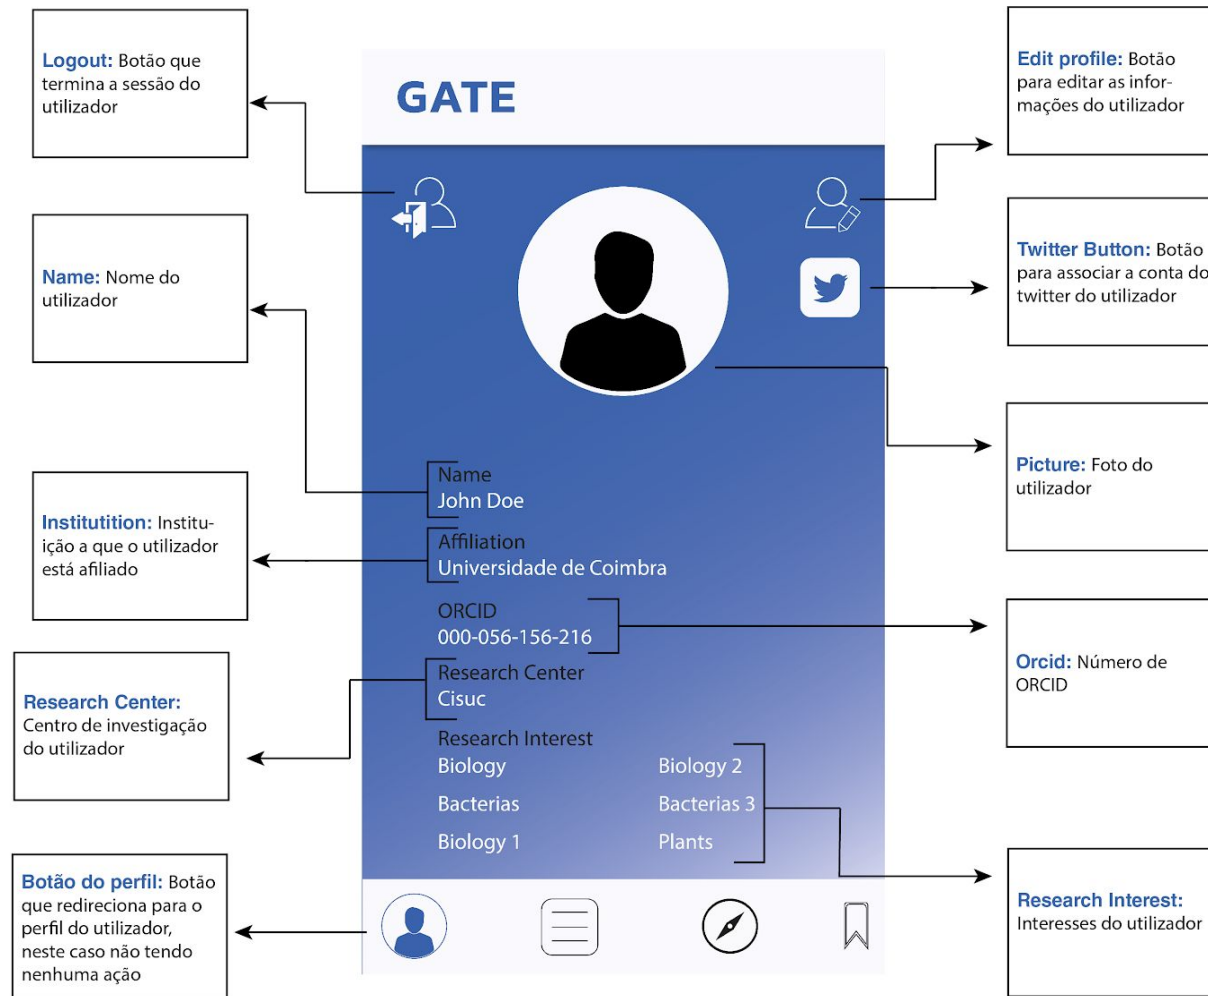 Logout: Botão que
termina a sessão do
utilizador
Name: Nome do
utilizador
Institutition: Institu-
ição a que o utilizador
está afiliado
Research Center:
Centro de investigação
do utilizador
Botão do perfil: Botão
que redireciona para o
perfil do utilizador,
neste caso não tendo
nenhuma ação
GATE
Name
John Doe
Affiliation
Universidade de Coimbra
ORCID
000-056-156-216
Research Center
Cisuc
Research Interest
Biology
Biology 2
Bacterias
Bacterias 3
Biology 1
Plants
Edit profile: Botão
para editar as infor-
mações do utilizador
Twitter Button: Botão
para associar a conta do
twitter do utilizador
Picture: Foto do
utilizador
Orcid: Número de
ORCID
Research Interest:
Interesses do utilizador